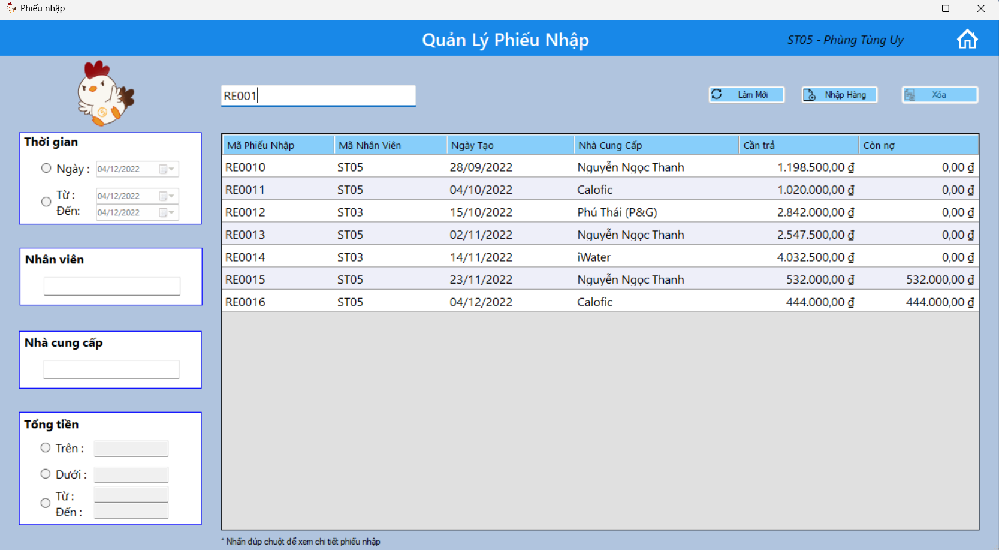 Phiếu nhập
Quản Lý Phiếu Nhập
ST05 - Phùng Tùng Uy
RE001
Làm Mới
Nhập Hàng
Xóa
Thời gian
Ngày : 04/12/2022
Từ : 04/12/2022
Đến: 04/12/2022
Nhân viên
Nhà cung cấp
Tổng tiền
Trên :
Dưới :
Từ :
Đến :
Mã Phiếu Nhập Mã Nhân Viên Ngày Tạo Nhà Cung Cấp Cần trả Còn nợ
RE0010 ST05 28/09/2022 Nguyễn Ngọc Thanh 1.198.500,00 ₫ 0,00 ₫
RE0011 ST05 04/10/2022 Calofic 1.020.000,00 ₫ 0,00 ₫
RE0012 ST03 15/10/2022 Phú Thái (P&G) 2.842.000,00 ₫ 0,00 ₫
RE0013 ST05 02/11/2022 Nguyễn Ngọc Thanh 2.547.500,00 ₫ 0,00 ₫
RE0014 ST03 14/11/2022 iWater 4.032.500,00 ₫ 0,00 ₫
RE0015 ST05 23/11/2022 Nguyễn Ngọc Thanh 532.000,00 ₫ 532.000,00 ₫
RE0016 ST05 04/12/2022 Calofic 444.000,00 ₫ 444.000,00 ₫
* Nhấn đúp chuột để xem chi tiết phiếu nhập